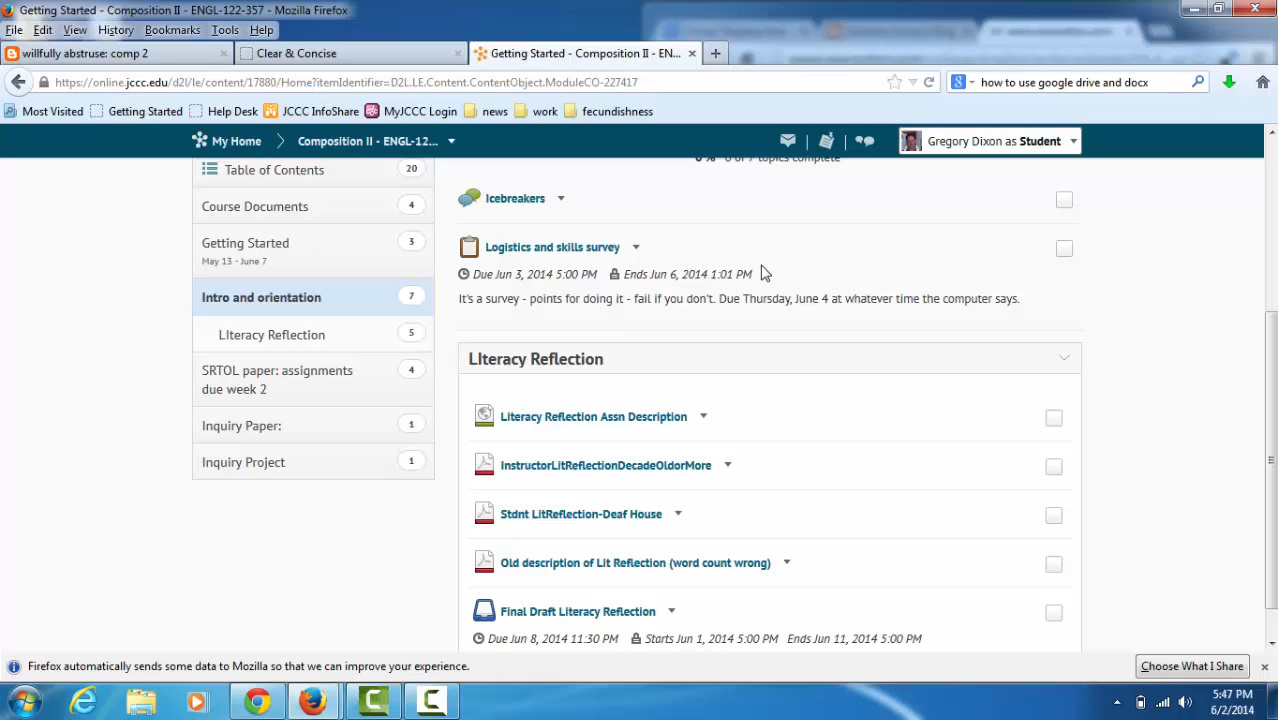 Getting Started - Composition II - ENGL-122-357 - Mozilla Firefox
File Edit View History Bookmarks Tools Help
willfully abstruse: comp 2 × Clear & Concise × Getting Started - Composition II - EN... × +
https://online.jccc.edu/d2l/le/content/17880/Home?itemIdentifier=D2L.LE.Content.ContentObject.ModuleCO-227417
how to use google drive and docx
Most Visited Getting Started Help Desk JCCC InfoShare MyJCCC Login news work fecundishness
My Home Composition II - ENGL-12... Gregory Dixon as Student
Table of Contents 20
Course Documents 4
Getting Started 3
May 13 - June 7
Intro and orientation 7
LIteracy Reflection 5
SRTOL paper: assignments due week 2 4
Inquiry Paper: 1
Inquiry Project 1
Icebreakers
Logistics and skills survey
Due Jun 3, 2014 5:00 PM Ends Jun 6, 2014 1:01 PM
It's a survey - points for doing it - fail if you don't. Due Thursday, June 4 at whatever time the computer says.
LIteracy Reflection
Literacy Reflection Assn Description
InstructorLitReflectionDecadeOldorMore
Stdnt LitReflection-Deaf House
Old description of Lit Reflection (word count wrong)
Final Draft Literacy Reflection
Due Jun 8, 2014 11:30 PM Starts Jun 1, 2014 5:00 PM Ends Jun 11, 2014 5:00 PM
Firefox automatically sends some data to Mozilla so that we can improve your experience. Choose What I Share ×
5:47 PM
6/2/2014